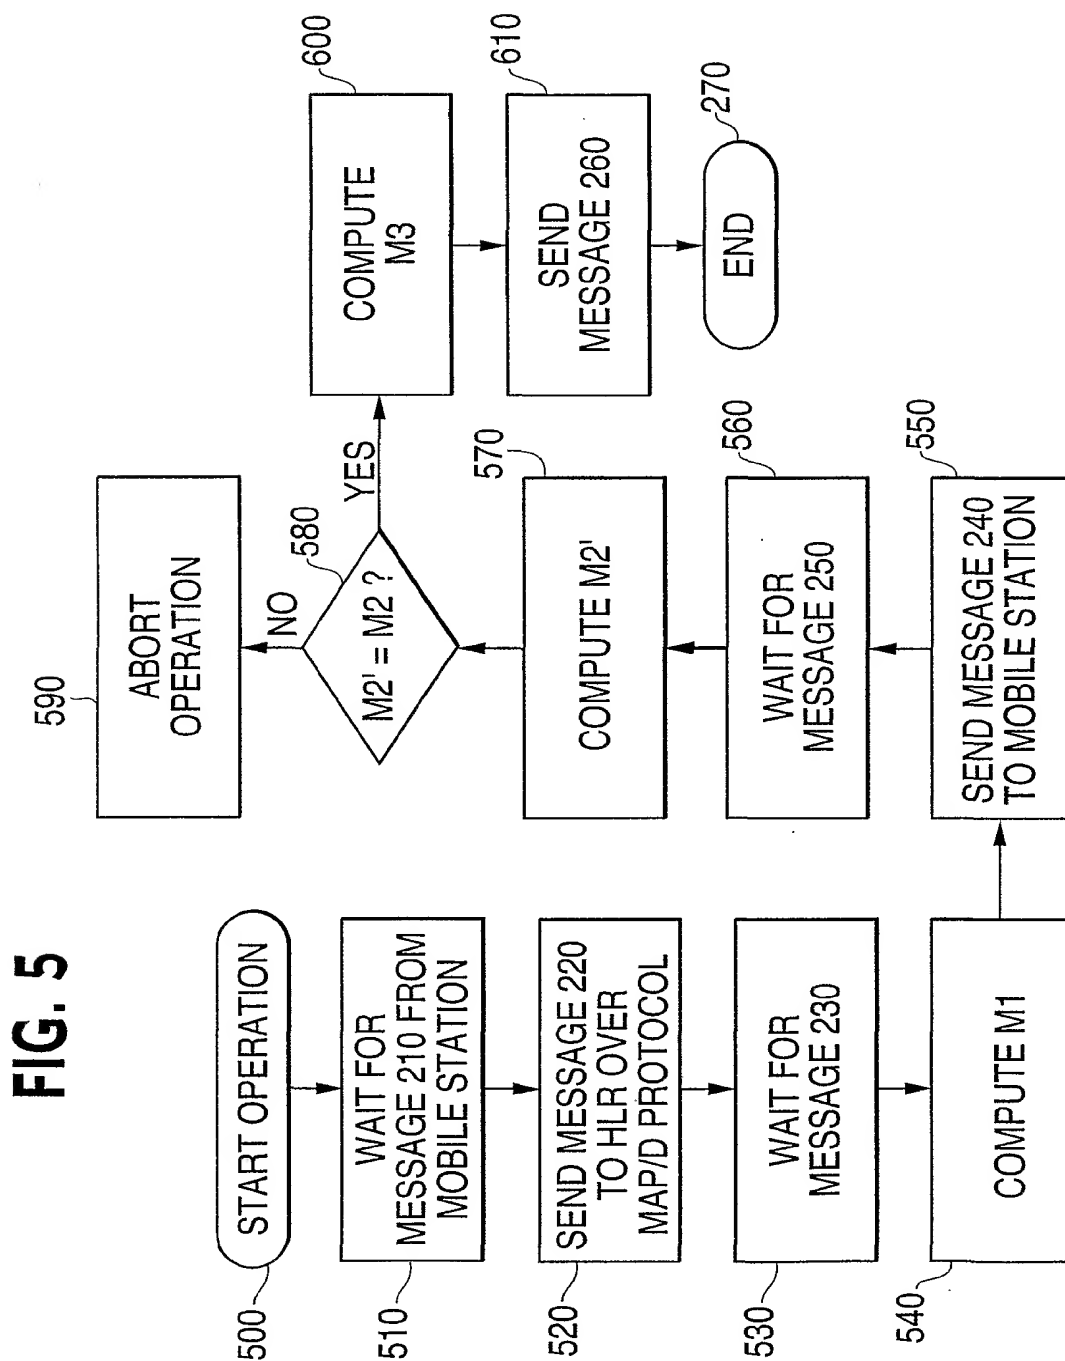 FIG. 5
500
START OPERATION
510
WAIT FOR
MESSAGE 210 FROM
MOBILE STATION
520
SEND MESSAGE 220
TO HLR OVER
MAP/D PROTOCOL
530
WAIT FOR
MESSAGE 230
540
COMPUTE M1
550
SEND MESSAGE 240
TO MOBILE STATION
560
WAIT FOR
MESSAGE 250
570
COMPUTE M2'
580
M2' = M2 ?
NO
590
ABORT
OPERATION
YES
600
COMPUTE
M3
610
SEND
MESSAGE 260
270
END